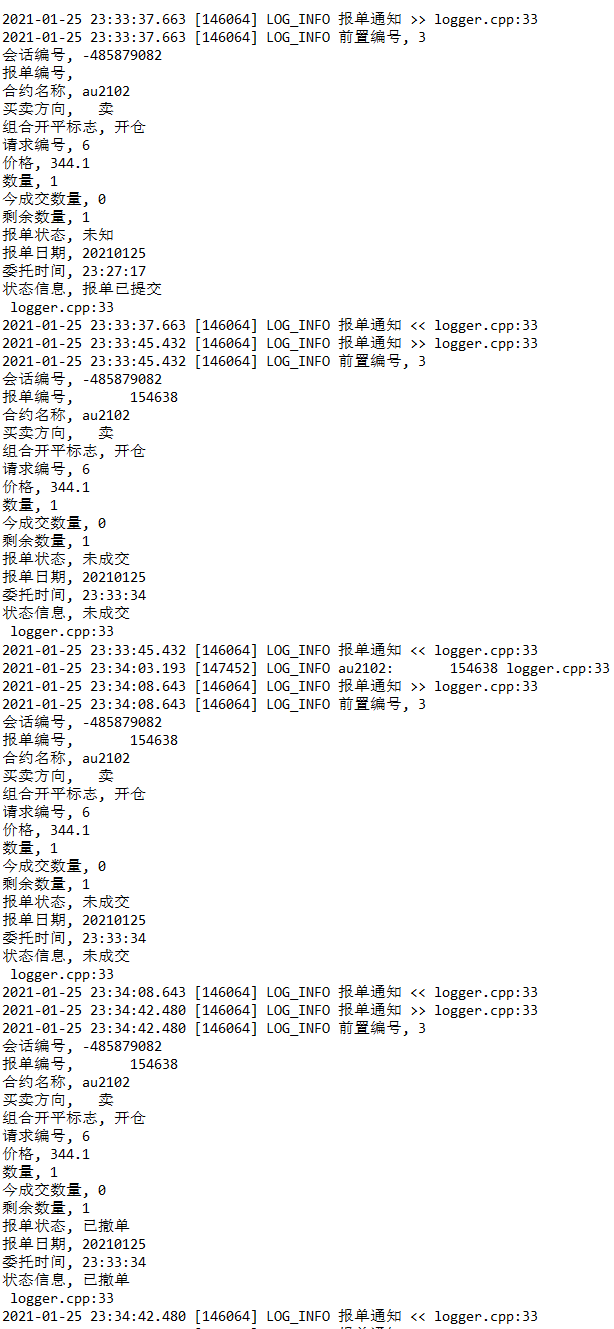 2021-01-25 23:33:37.663 [146064] LOG_INFO 报单通知 >> logger.cpp:33
2021-01-25 23:33:37.663 [146064] LOG_INFO 前置编号, 3
会话编号, -485879082
报单编号,
合约名称, au2102
买卖方向,   卖
组合开平标志, 开仓
请求编号, 6
价格, 344.1
数量, 1
今成交数量, 0
剩余数量, 1
报单状态, 未知
报单日期, 20210125
委托时间, 23:27:17
状态信息, 报单已提交
 logger.cpp:33
2021-01-25 23:33:37.663 [146064] LOG_INFO 报单通知 << logger.cpp:33
2021-01-25 23:33:45.432 [146064] LOG_INFO 报单通知 >> logger.cpp:33
2021-01-25 23:33:45.432 [146064] LOG_INFO 前置编号, 3
会话编号, -485879082
报单编号,       154638
合约名称, au2102
买卖方向,   卖
组合开平标志, 开仓
请求编号, 6
价格, 344.1
数量, 1
今成交数量, 0
剩余数量, 1
报单状态, 未成交
报单日期, 20210125
委托时间, 23:33:34
状态信息, 未成交
 logger.cpp:33
2021-01-25 23:33:45.432 [146064] LOG_INFO 报单通知 << logger.cpp:33
2021-01-25 23:34:03.193 [147452] LOG_INFO au2102:       154638 logger.cpp:33
2021-01-25 23:34:08.643 [146064] LOG_INFO 报单通知 >> logger.cpp:33
2021-01-25 23:34:08.643 [146064] LOG_INFO 前置编号, 3
会话编号, -485879082
报单编号,       154638
合约名称, au2102
买卖方向,   卖
组合开平标志, 开仓
请求编号, 6
价格, 344.1
数量, 1
今成交数量, 0
剩余数量, 1
报单状态, 未成交
报单日期, 20210125
委托时间, 23:33:34
状态信息, 未成交
 logger.cpp:33
2021-01-25 23:34:08.643 [146064] LOG_INFO 报单通知 << logger.cpp:33
2021-01-25 23:34:42.480 [146064] LOG_INFO 报单通知 >> logger.cpp:33
2021-01-25 23:34:42.480 [146064] LOG_INFO 前置编号, 3
会话编号, -485879082
报单编号,       154638
合约名称, au2102
买卖方向,   卖
组合开平标志, 开仓
请求编号, 6
价格, 344.1
数量, 1
今成交数量, 0
剩余数量, 1
报单状态, 已撤单
报单日期, 20210125
委托时间, 23:33:34
状态信息, 已撤单
 logger.cpp:33
2021-01-25 23:34:42.480 [146064] LOG_INFO 报单通知 << logger.cpp:33